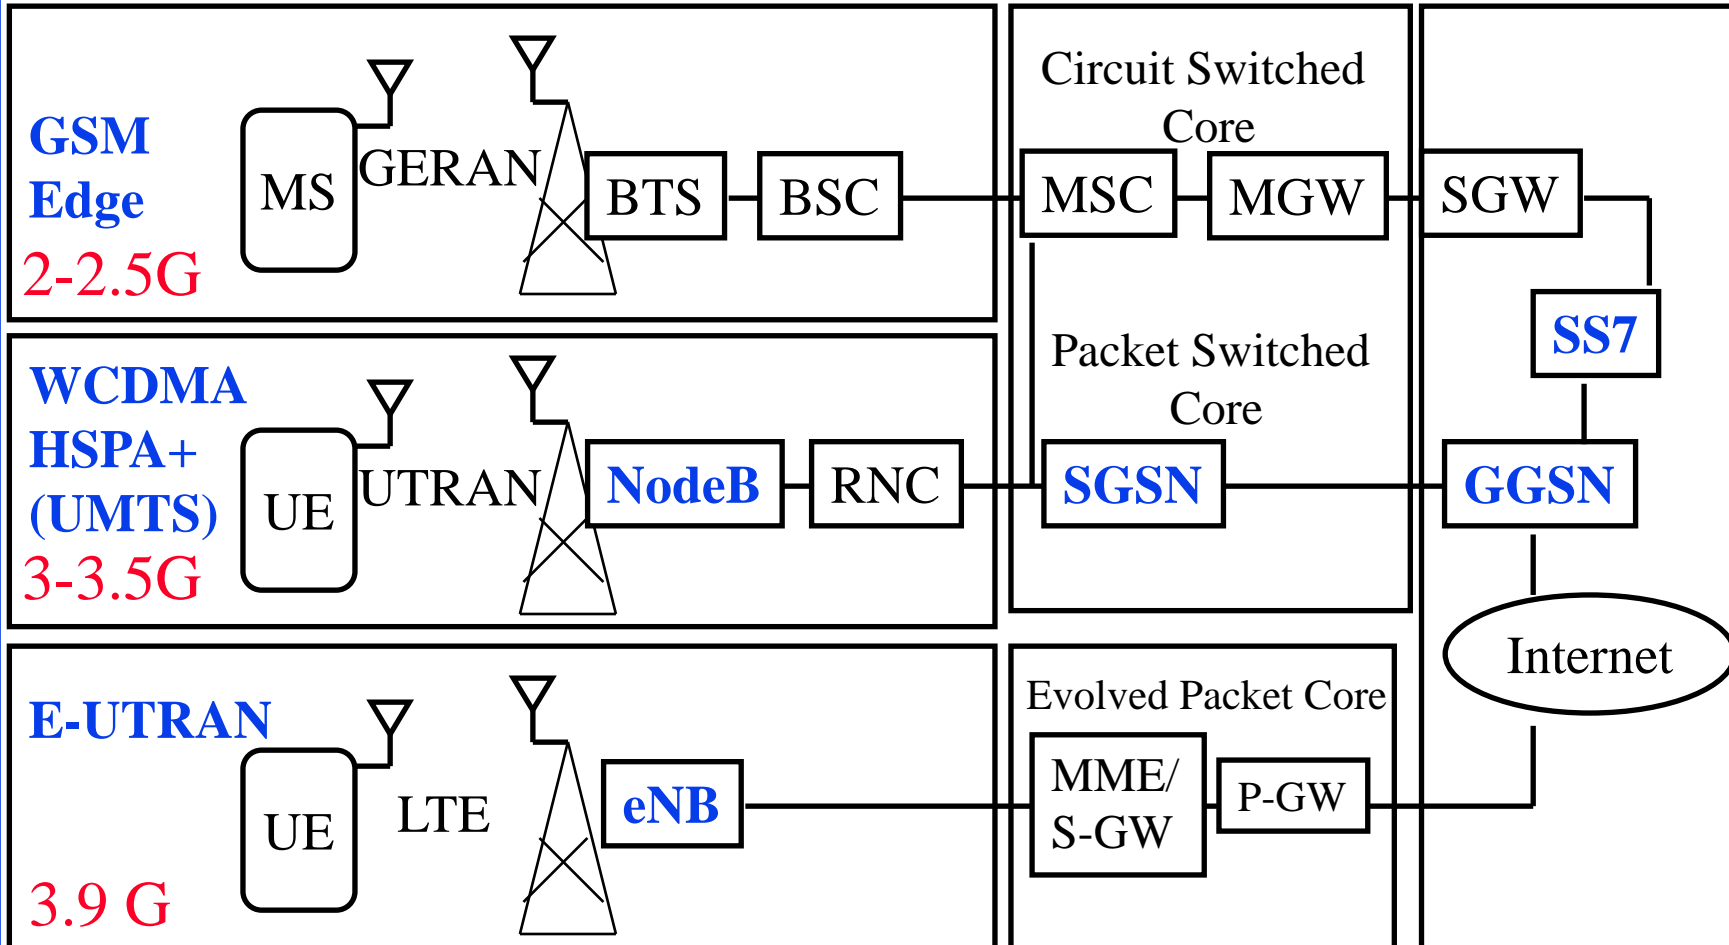 GSM
Edge
2-2.5G
MS
GERAN
BTS
BSC
Circuit Switched
Core
MSC
MGW
SGW
SS7
WCDMA
HSPA+
(UMTS)
3-3.5G
UE
UTRAN
NodeB
RNC
Packet Switched
Core
SGSN
GGSN
Internet
E-UTRAN
3.9 G
UE
LTE
eNB
Evolved Packet Core
MME/
S-GW
P-GW